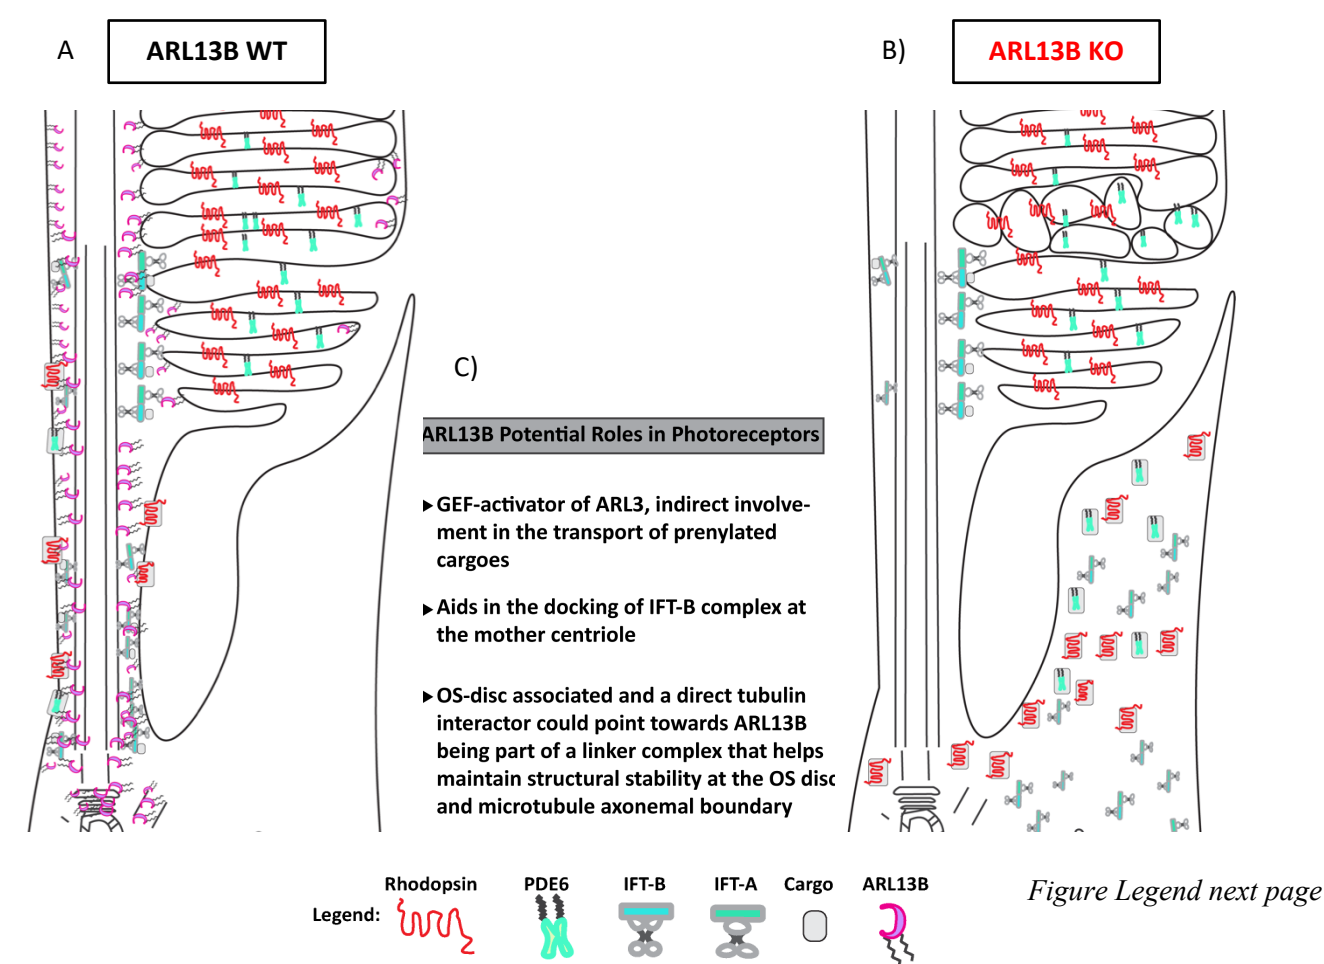 A
ARL13B WT
B)
ARL13B KO
C)
ARL13B Potential Roles in Photoreceptors
▸GEF-activator of ARL3, indirect involve-
ment in the transport of prenylated
cargoes
▸Aids in the docking of IFT-B complex at
the mother centriole
▸OS-disc associated and a direct tubulin
interactor could point towards ARL13B
being part of a linker complex that helps
maintain structural stability at the OS disc
and microtubule axonemal boundary
Legend:
Rhodopsin
PDE6
IFT-B
IFT-A
Cargo
ARL13B
Figure Legend next page